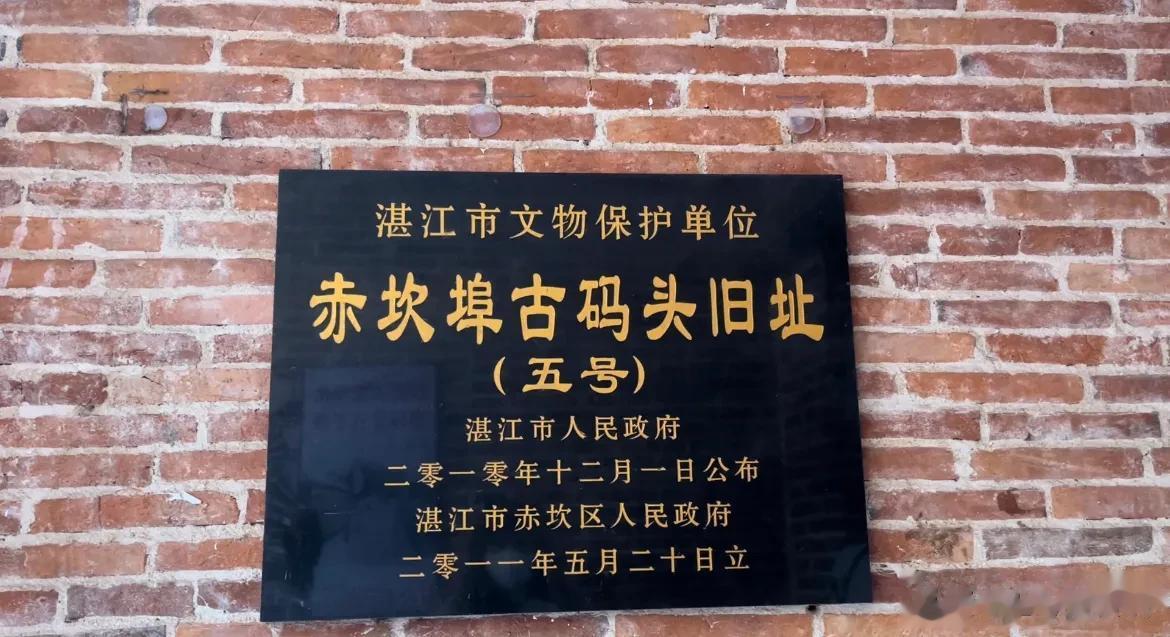 湛江市文物保护单位
赤坎埠古码头旧址
（五号）
湛江市人民政府
二零一零年十二月一日公布
湛江市赤坎区人民政府
二零一一年五月二十日立